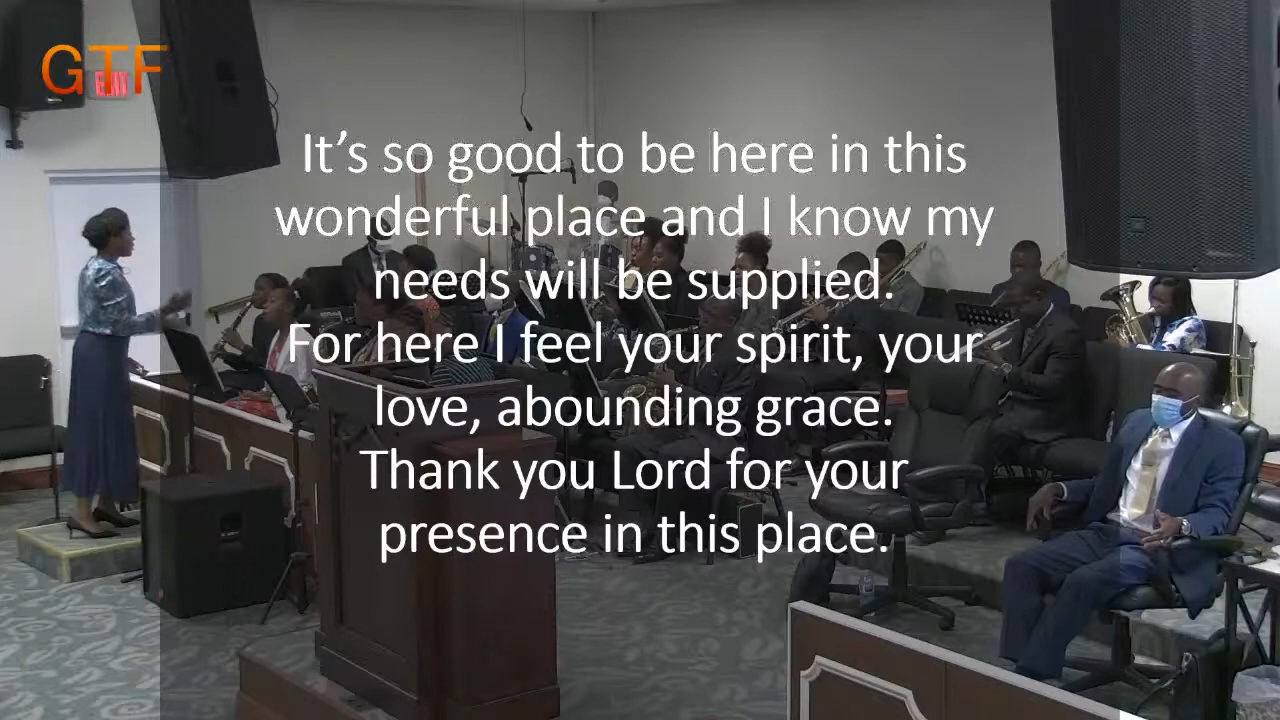 GTF
EXIT
It’s so good to be here in this
wonderful place and I know my
needs will be supplied.
For here I feel your spirit, your
love, abounding grace.
Thank you Lord for your
presence in this place.